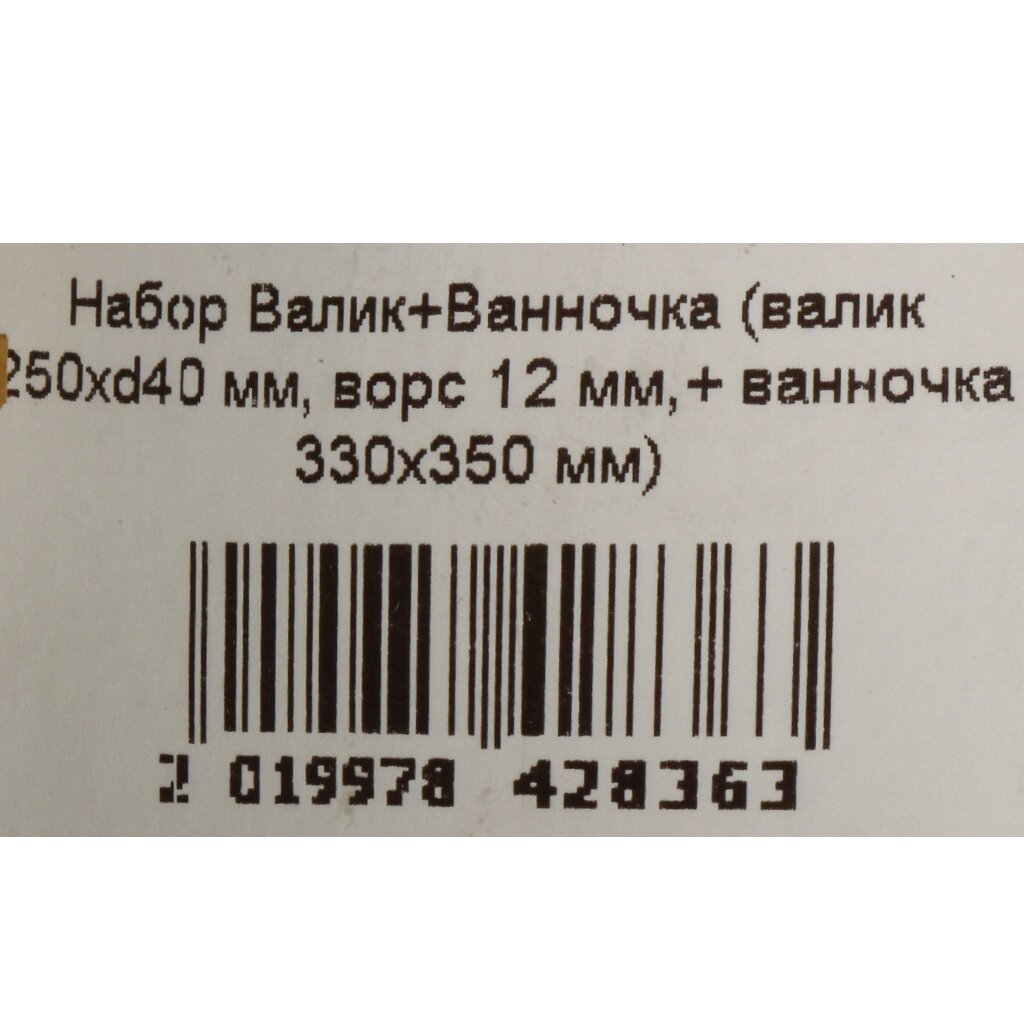 Набор Валик+Ванночка (валик
250xd40 мм, ворс 12 мм,+ ванночка
330x350 мм)
2 019978 428363